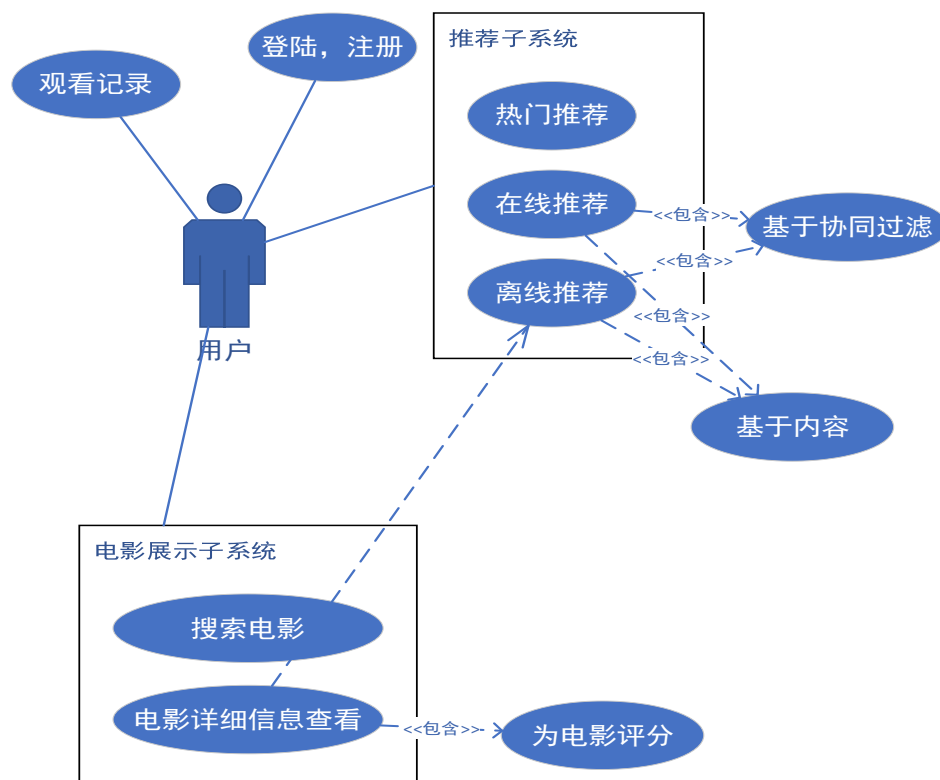 登陆，注册
观看记录
推荐子系统
热门推荐
在线推荐
<<包含>>
基于协同过滤
<<包含>>
离线推荐
<<包含>>
用户
<<包含>>
基于内容
电影展示子系统
搜索电影
电影详细信息查看
<<包含>>
为电影评分